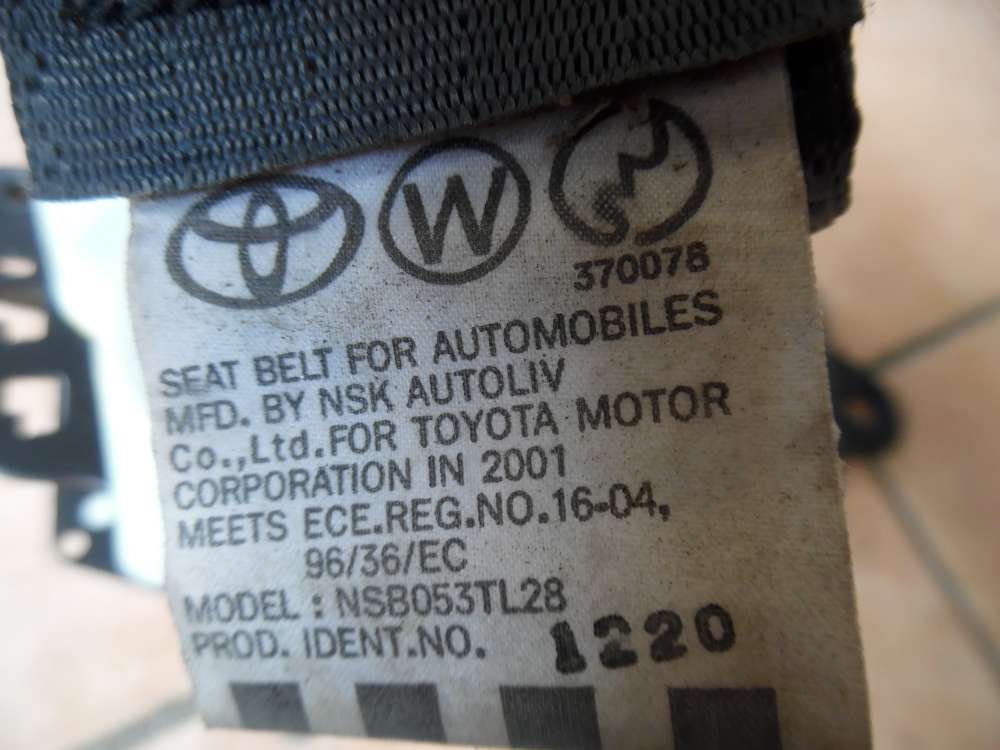 W
370078
SEAT BELT FOR AUTOMOBILES
MFD. BY NSK AUTOLIV
Co.,Ltd.FOR TOYOTA MOTOR
CORPORATION IN 2001
MEETS ECE.REG.NO.16-04,
96/36/EC
MODEL : NSB053TL28
PROD. IDENT.NO. 1220